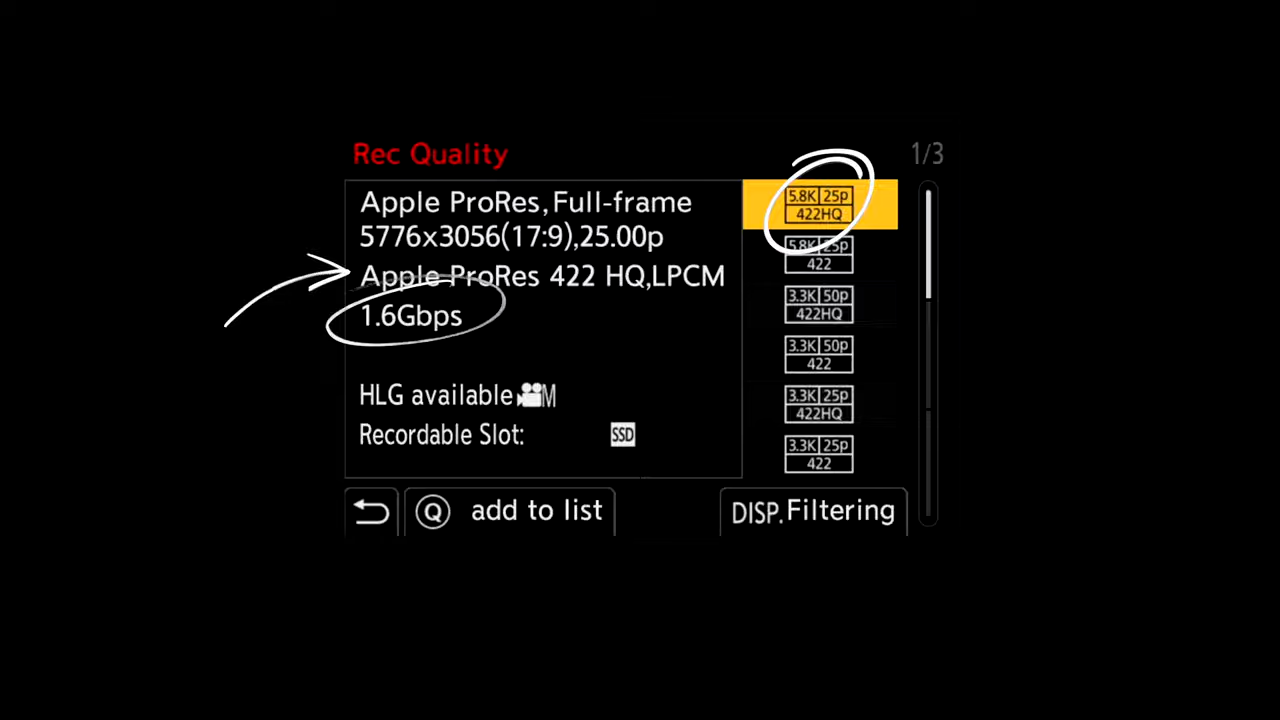 Rec Quality
1/3
Apple ProRes,Full-frame
5776x3056(17:9),25.00p
Apple ProRes 422 HQ,LPCM
1.6Gbps
HLG available M
Recordable Slot: SSD
5.8K 25p
422HQ
5.8K 25p
422
3.3K 50p
422HQ
3.3K 50p
422
3.3K 25p
422HQ
3.3K 25p
422
Q add to list
DISP.Filtering